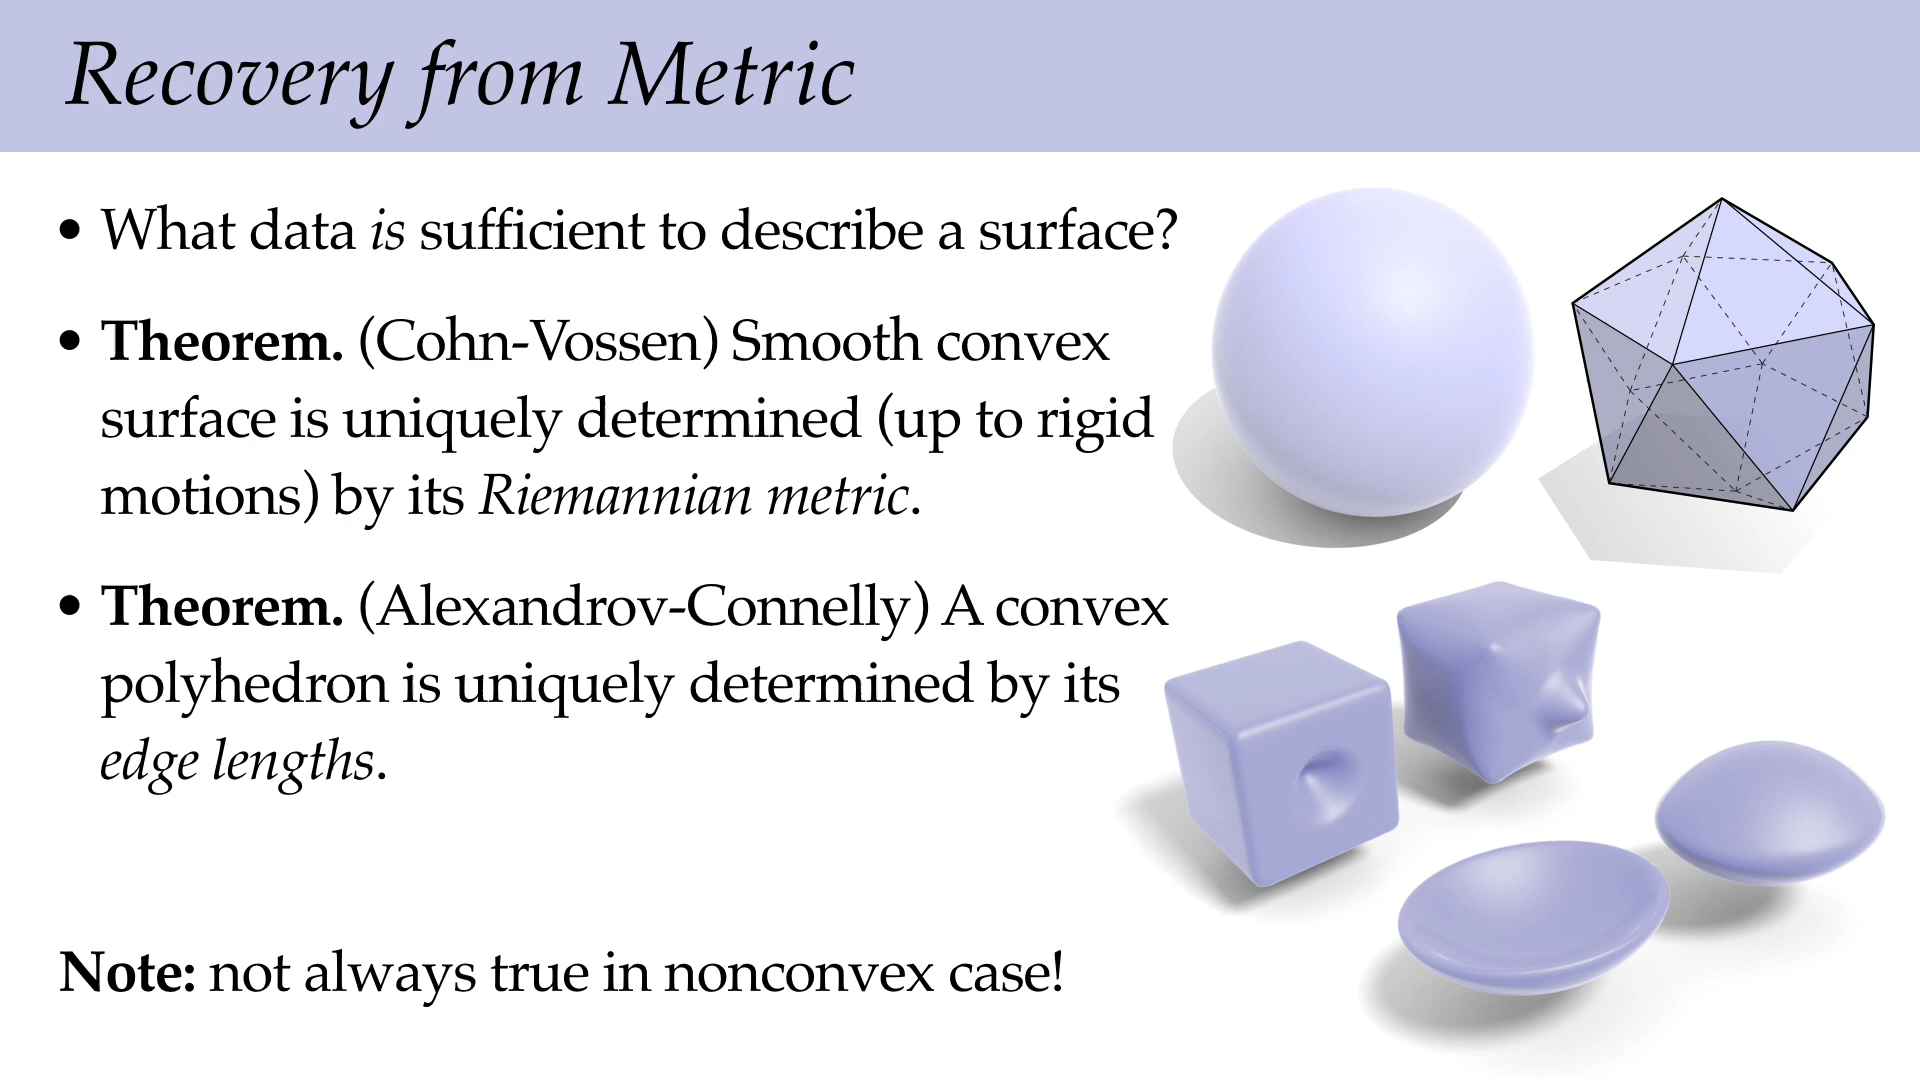 Recovery from Metric
• What data is sufficient to describe a surface?
• Theorem. (Cohn-Vossen) Smooth convex
surface is uniquely determined (up to rigid
motions) by its Riemannian metric.
• Theorem. (Alexandrov-Connelly) A convex
polyhedron is uniquely determined by its
edge lengths.
Note: not always true in nonconvex case!